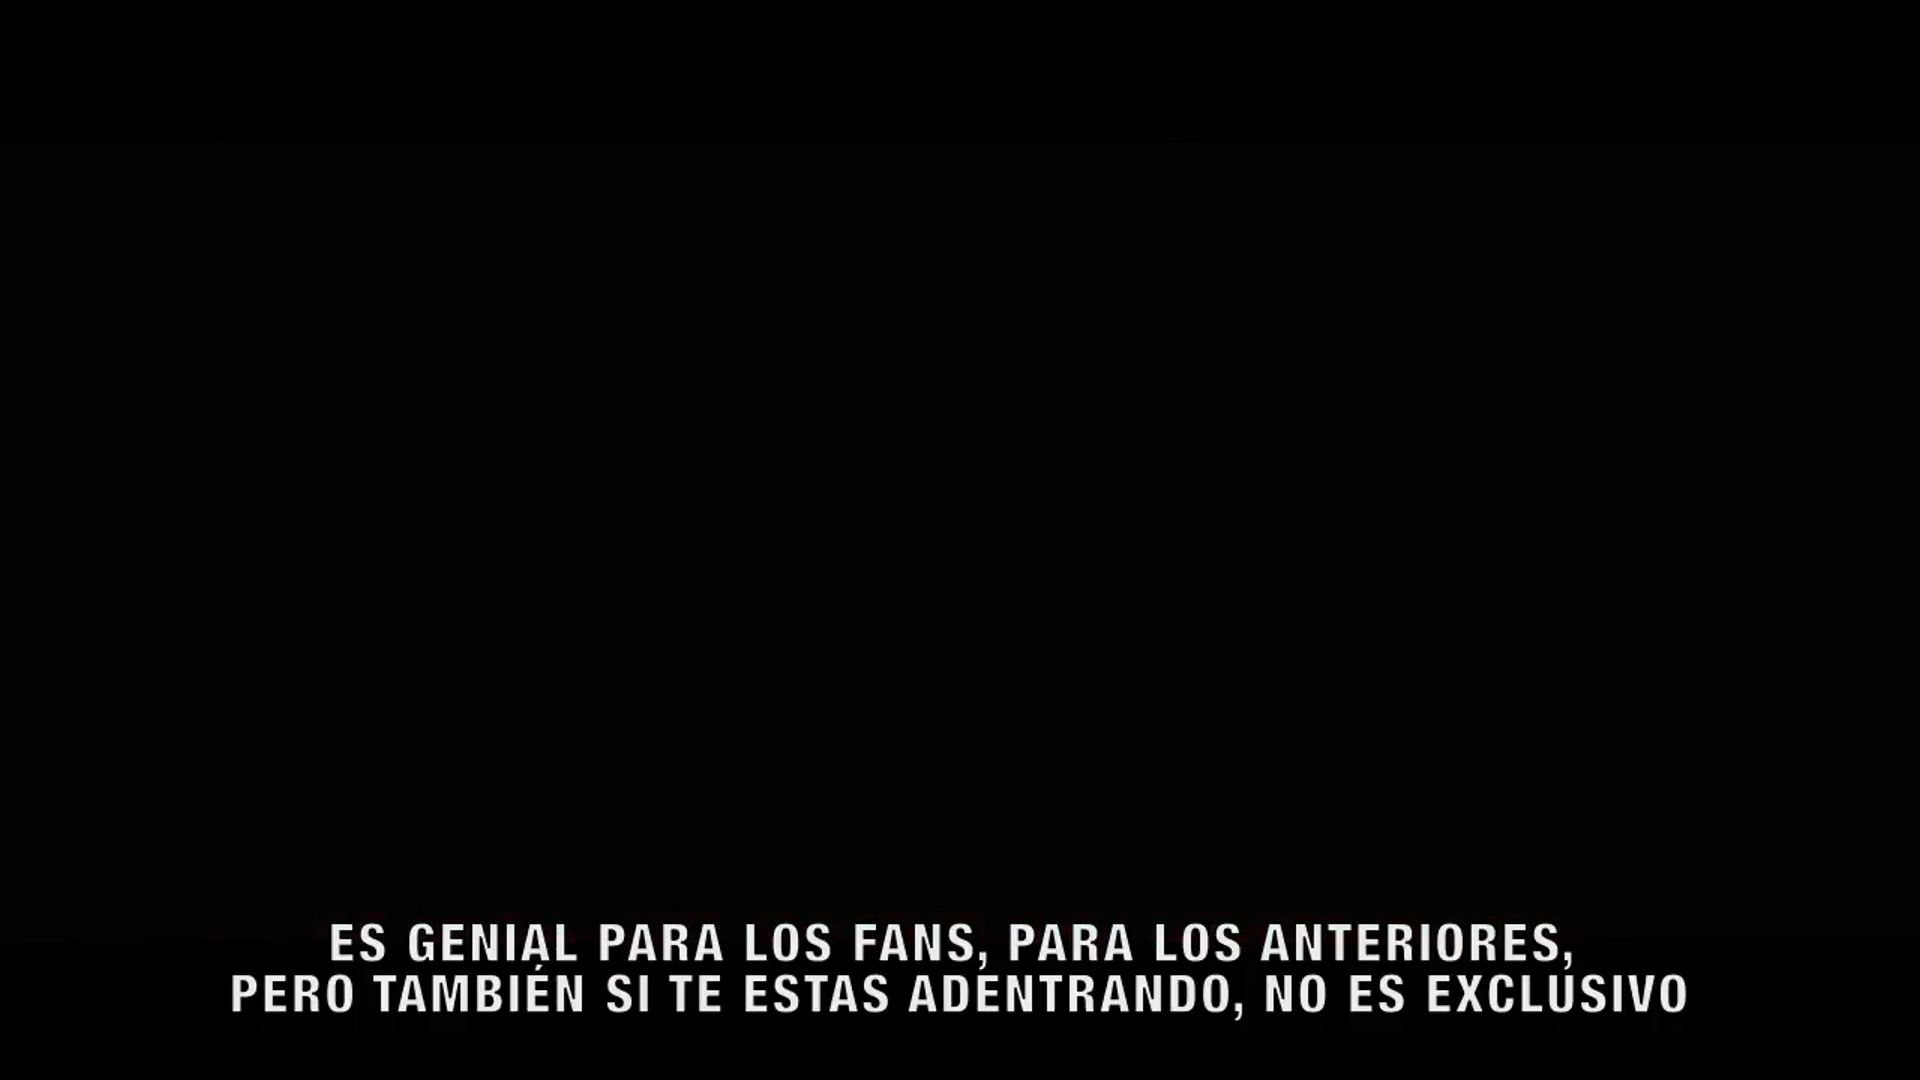 ES GENIAL PARA LOS FANS, PARA LOS ANTERIORES,
PERO TAMBIÉN SI TE ESTAS ADENTRANDO, NO ES EXCLUSIVO